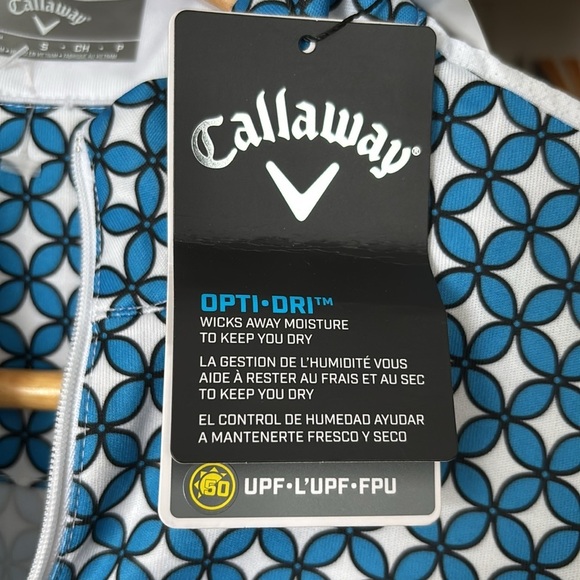 Callaway
S CH P
Callaway®
OPTI•DRI™
WICKS AWAY MOISTURE
TO KEEP YOU DRY
LA GESTION DE L'HUMIDITÉ VOUS
AIDE À RESTER AU FRAIS ET AU SEC
TO KEEP YOU DRY
EL CONTROL DE HUMEDAD AYUDAR
A MANTENERTE FRESCO Y SECO
50 UPF•L'UPF•FPU